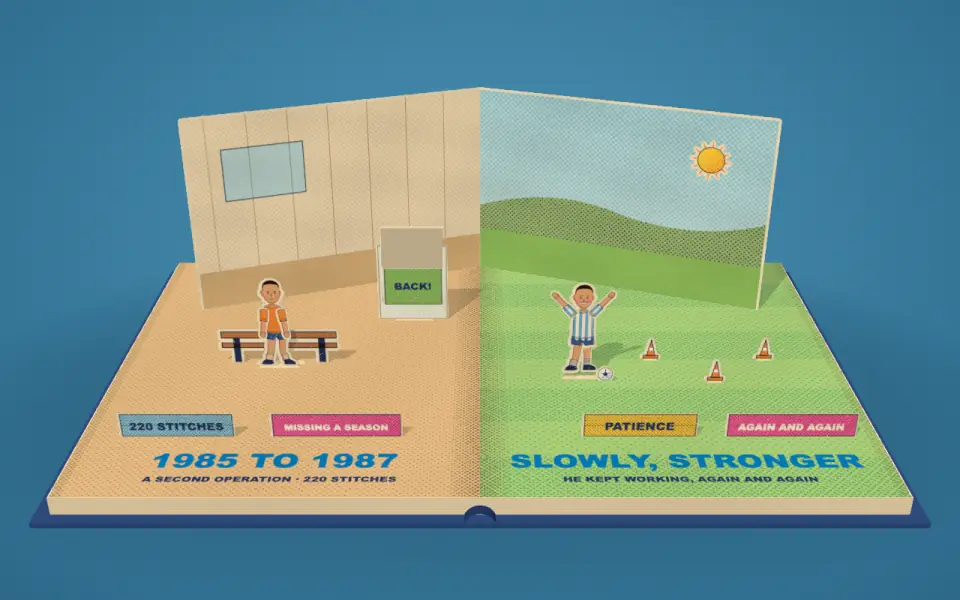 BACK!
220 STITCHES
MISSING A SEASON
1985 TO 1987
A SECOND OPERATION · 220 STITCHES
PATIENCE
AGAIN AND AGAIN
SLOWLY, STRONGER
HE KEPT WORKING, AGAIN AND AGAIN